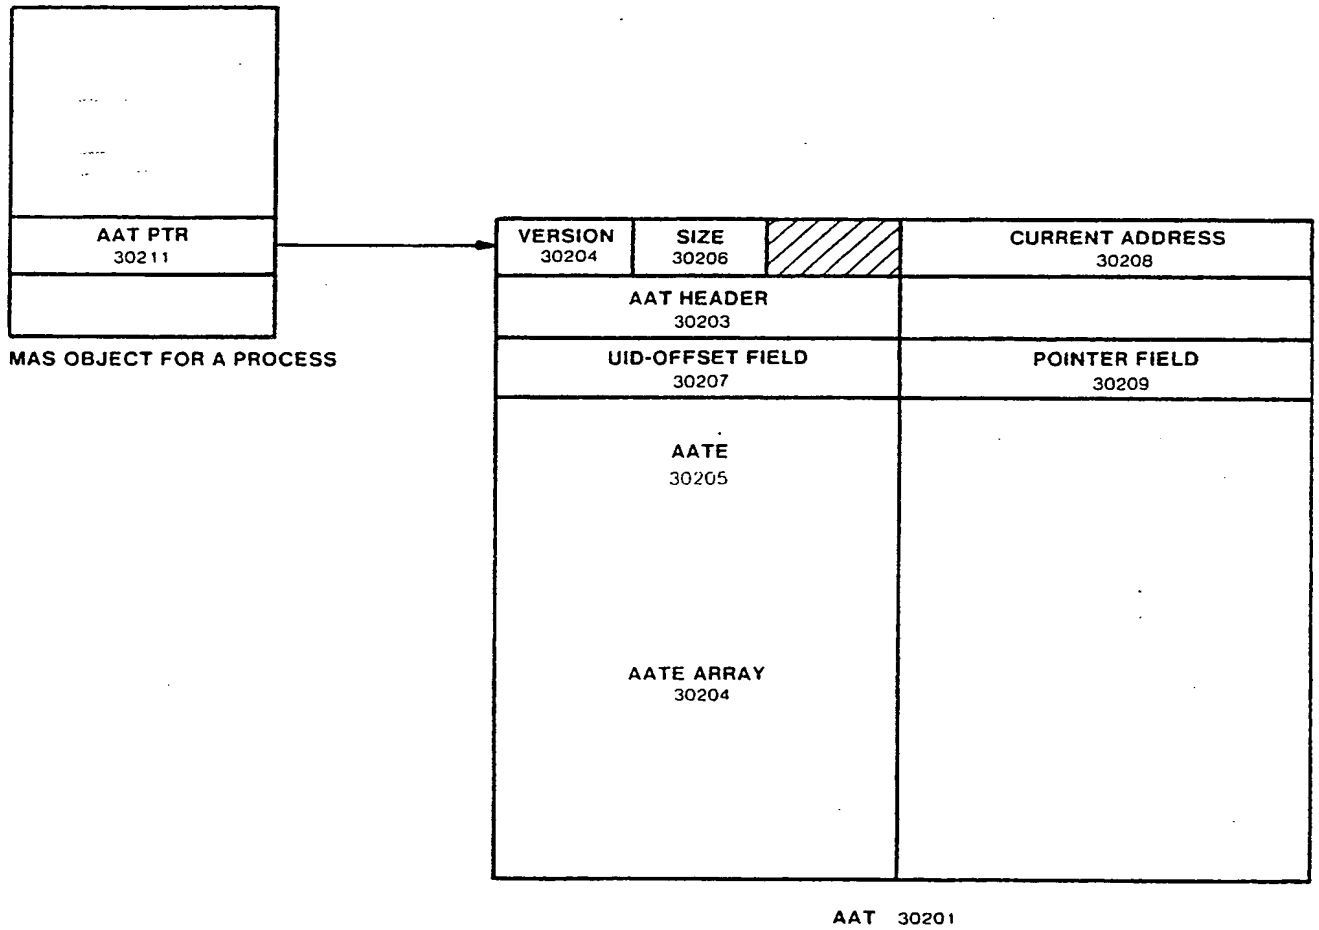 AAT PTR
30211
MAS OBJECT FOR A PROCESS
VERSION
30204
SIZE
30206
CURRENT ADDRESS
30208
AAT HEADER
30203
UID-OFFSET FIELD
30207
POINTER FIELD
30209
AATE
30205
AATE ARRAY
30204
AAT 30201